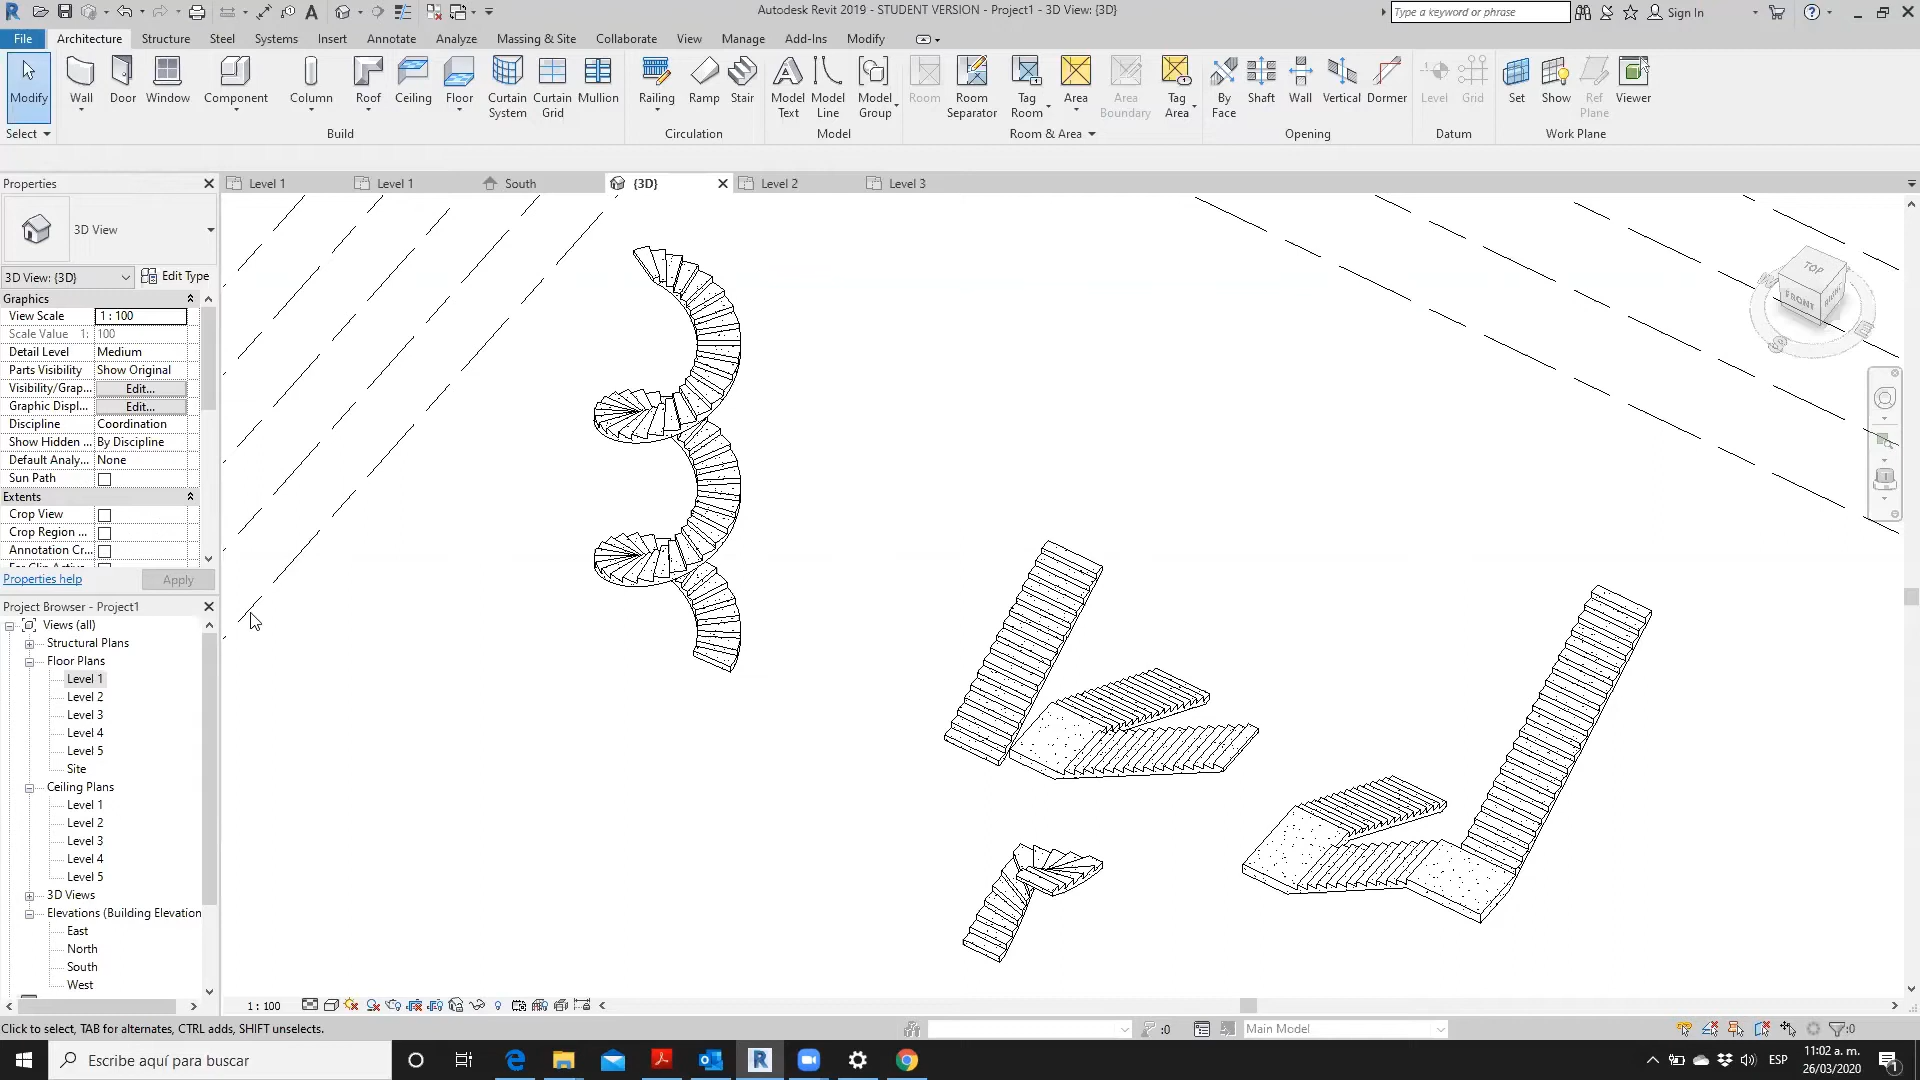 Autodesk Revit 2019 - STUDENT VERSION - Project1 - 3D View: {3D}
Type a keyword or phrase
Sign In
File Architecture Structure Steel Systems Insert Annotate Analyze Massing & Site Collaborate View Manage Add-Ins Modify
Modify Wall Door Window Component Column Roof Ceiling Floor Curtain System Curtain Grid Mullion Railing Ramp Stair Model Text Model Line Model Group Room Room Separator Tag Room Area Area Boundary Tag Area By Face Shaft Wall Vertical Dormer Level Grid Set Show Ref Plane Viewer
Select Build Circulation Model Room & Area Opening Datum Work Plane
Properties
Level 1 Level 1 South {3D} Level 2 Level 3
3D View
3D View: {3D} Edit Type
Graphics
View Scale 1 : 100
Scale Value 1: 100
Detail Level Medium
Parts Visibility Show Original
Visibility/Grap... Edit...
Graphic Displ... Edit...
Discipline Coordination
Show Hidden ... By Discipline
Default Analy... None
Sun Path
Extents
Crop View
Crop Region ...
Annotation Cr...
Properties help Apply
Project Browser - Project1
Views (all)
Structural Plans
Floor Plans
Level 1
Level 2
Level 3
Level 4
Level 5
Site
Ceiling Plans
Level 1
Level 2
Level 3
Level 4
Level 5
3D Views
Elevations (Building Elevation
East
North
South
West
TOP
FRONT
RIGHT
W
S
E
1 : 100
Click to select, TAB for alternates, CTRL adds, SHIFT unselects.
:0
Main Model
:0
Escribe aquí para buscar
ESP
11:02 a. m.
26/03/2020
1